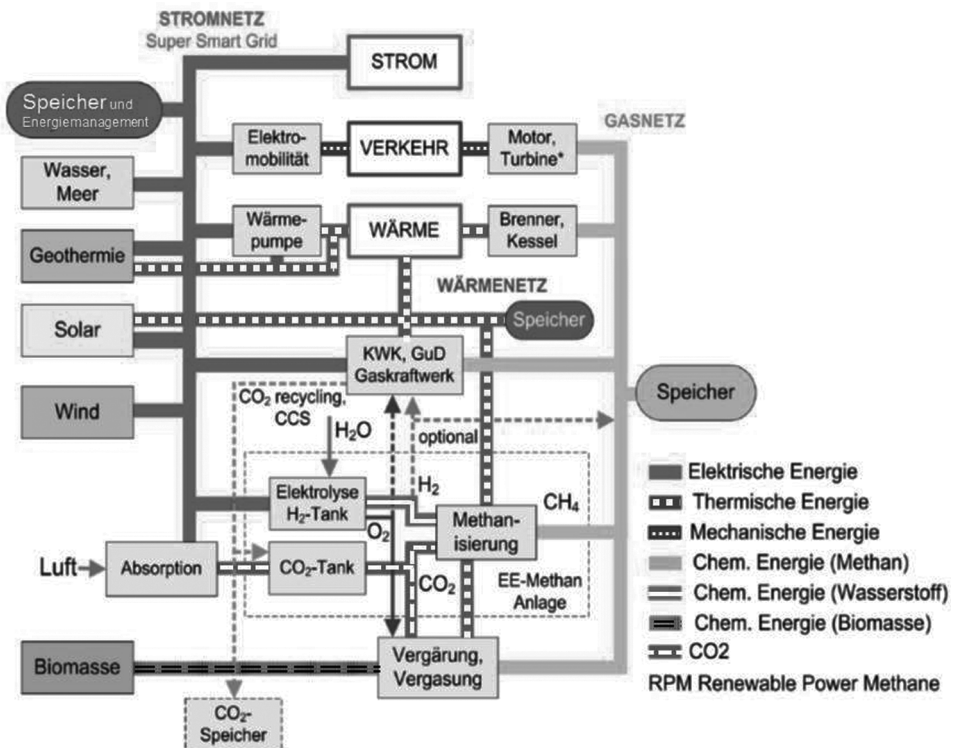 STROMNETZ
Super Smart Grid
STROM
Speicher und
Energiemanagement
GASNETZ
Elektro-
mobilität
VERKEHR
Motor,
Turbine*
Wasser,
Meer
Wärme-
pumpe
WÄRME
Brenner,
Kessel
Geothermie
WÄRMENETZ
Solar
Speicher
KWK, GuD
Gaskraftwerk
Speicher
Wind
CO₂ recycling,
CCS
H₂O
optional
Elektrolyse
H₂-Tank
H₂
O₂
Methan-
isierung
CH₄
Luft
Absorption
CO₂-Tank
CO₂
EE-Methan
Anlage
Biomasse
Vergärung,
Vergasung
CO₂-
Speicher
Elektrische Energie
Thermische Energie
Mechanische Energie
Chem. Energie (Methan)
Chem. Energie (Wasserstoff)
Chem. Energie (Biomasse)
CO2
RPM Renewable Power Methane